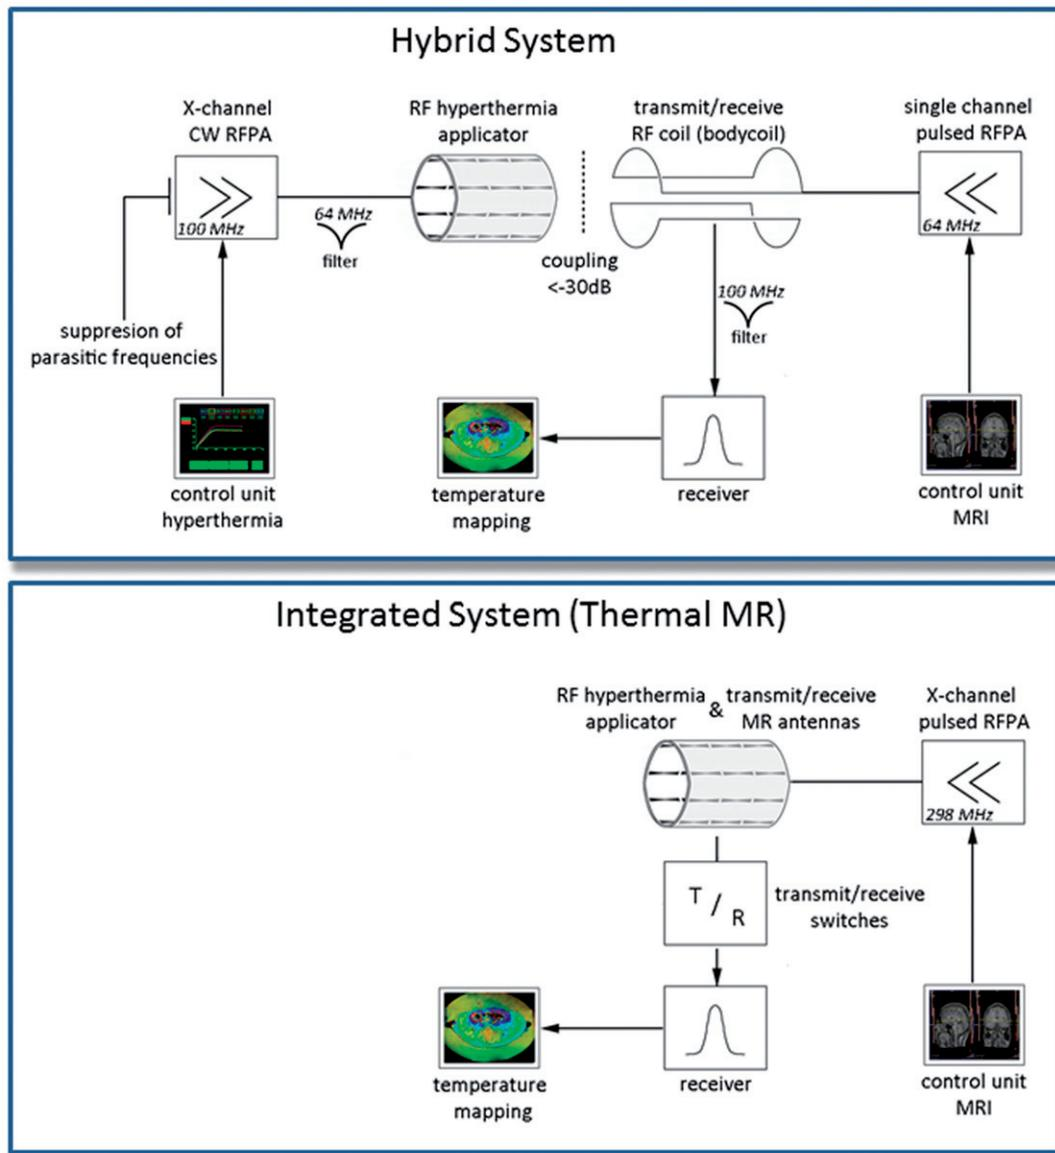 Hybrid System
X-channel
CW RFPA
RF hyperthermia
applicator
transmit/receive
RF coil (bodycoil)
single channel
pulsed RFPA
100 MHz
64 MHz
filter
coupling
<-30dB
64 MHz
100 MHz
filter
suppresion of
parasitic frequencies
control unit
hyperthermia
temperature
mapping
receiver
control unit
MRI
Integrated System (Thermal MR)
RF hyperthermia
applicator
&
transmit/receive
MR antennas
X-channel
pulsed RFPA
298 MHz
T / R
transmit/receive
switches
temperature
mapping
receiver
control unit
MRI